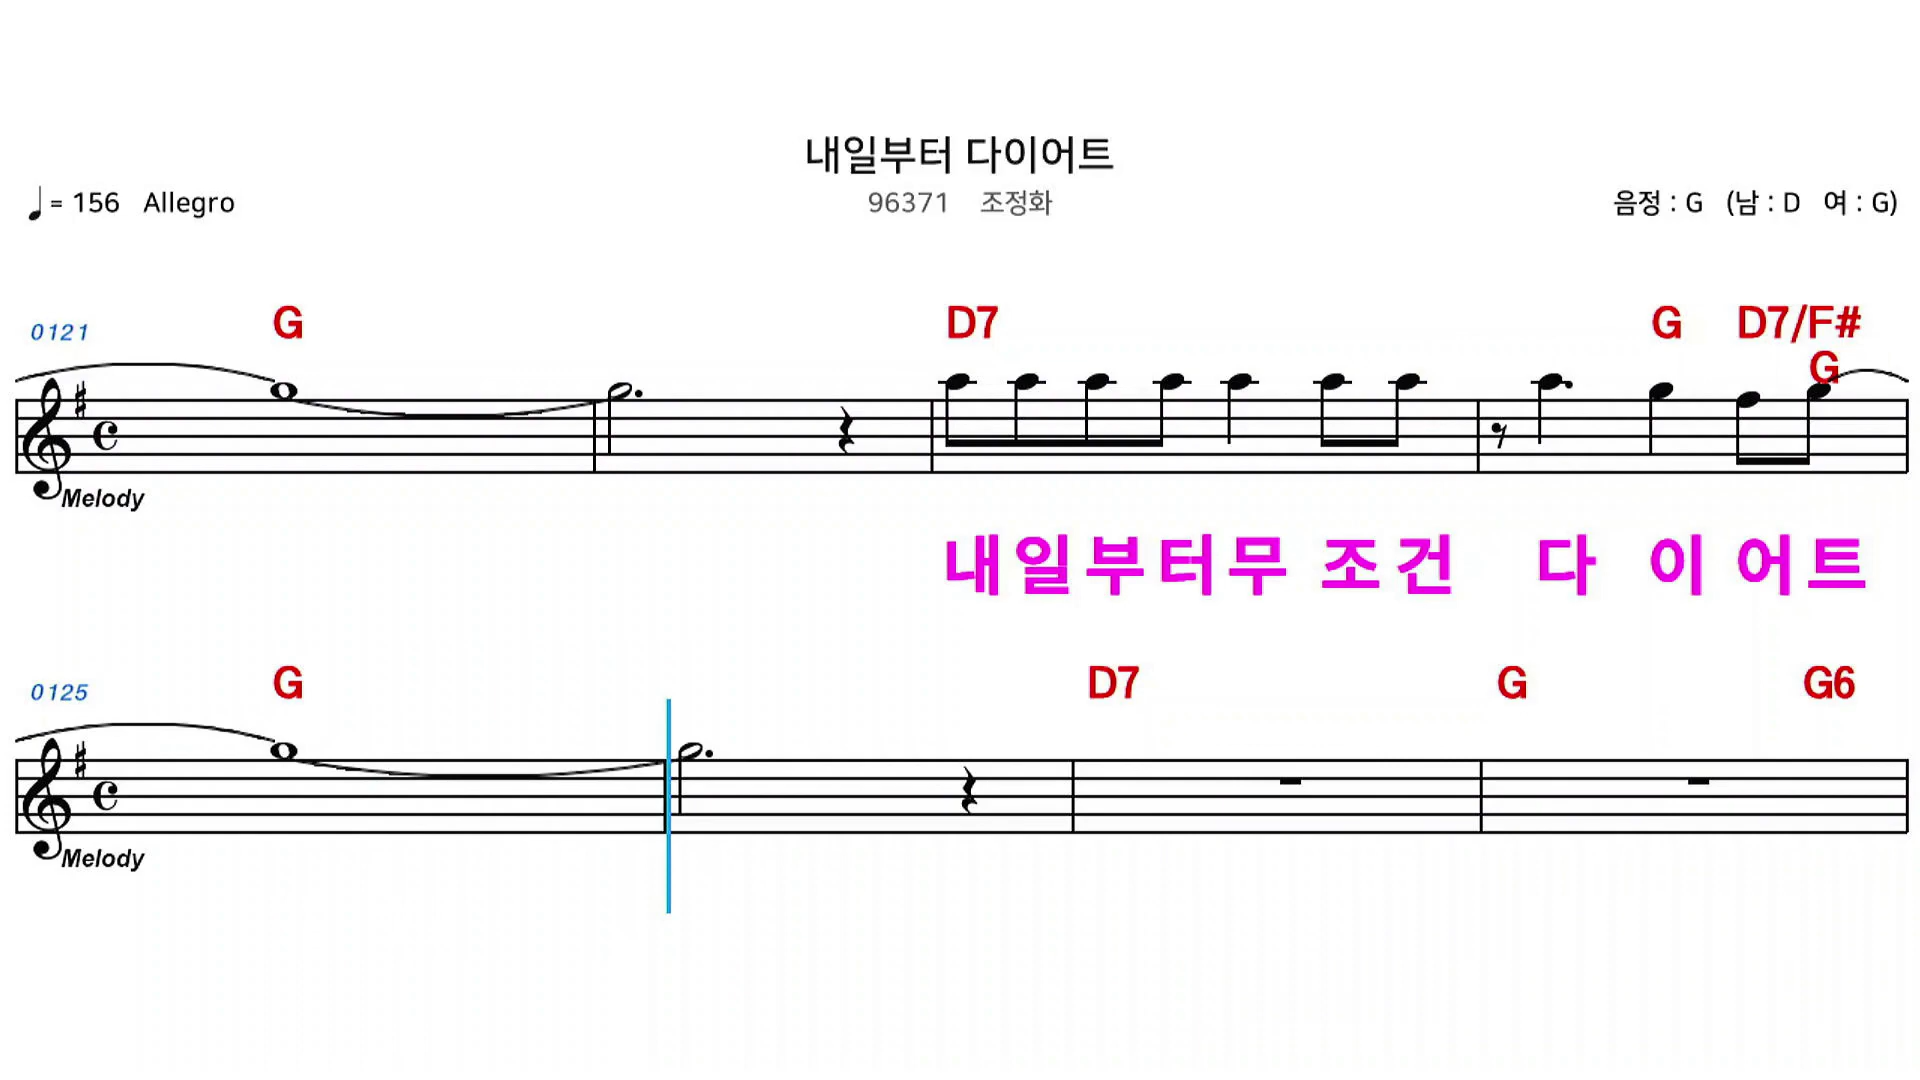 내일부터 다이어트
= 156 Allegro 96371 조정화 음정 : G (남 : D 여 : G)
0121 G D7 G D7/F# G
Melody
내일부터무 조건 다 이 어트
0125 G D7 G G6
Melody